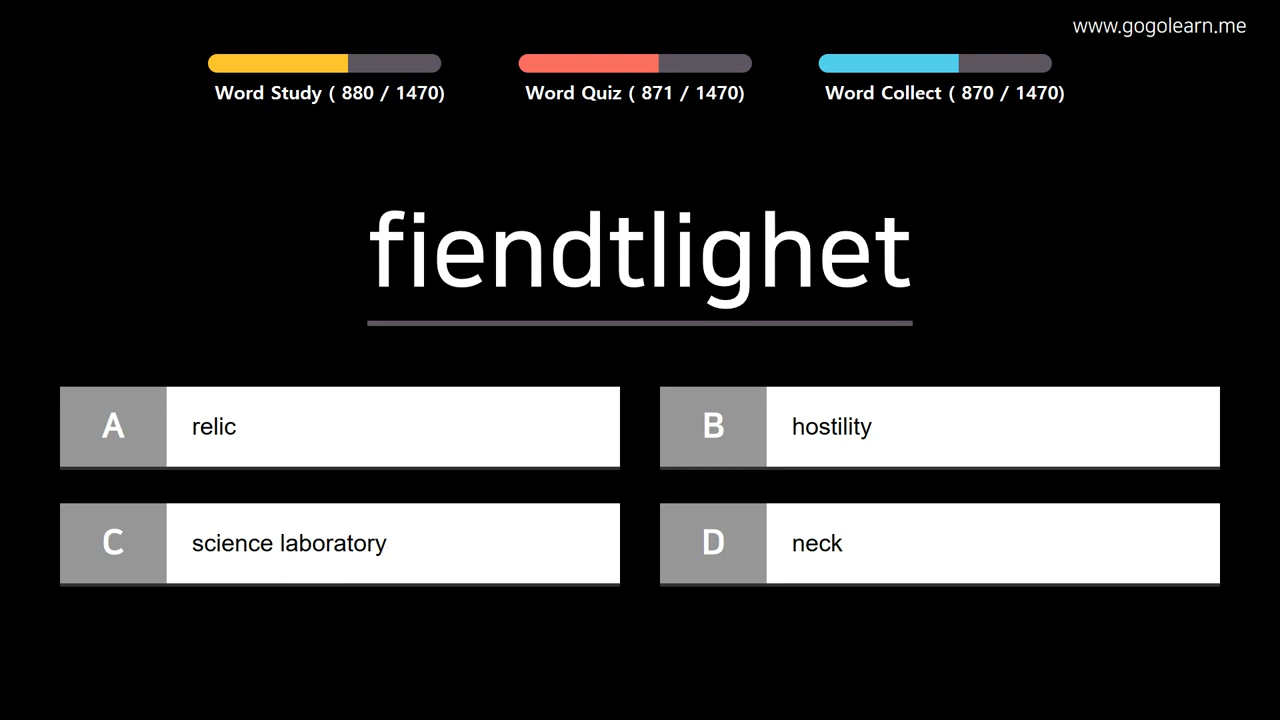 www.gogolearn.me
Word Study ( 880 / 1470)
Word Quiz ( 871 / 1470)
Word Collect ( 870 / 1470)
fiendtlighet
A
relic
B
hostility
C
science laboratory
D
neck